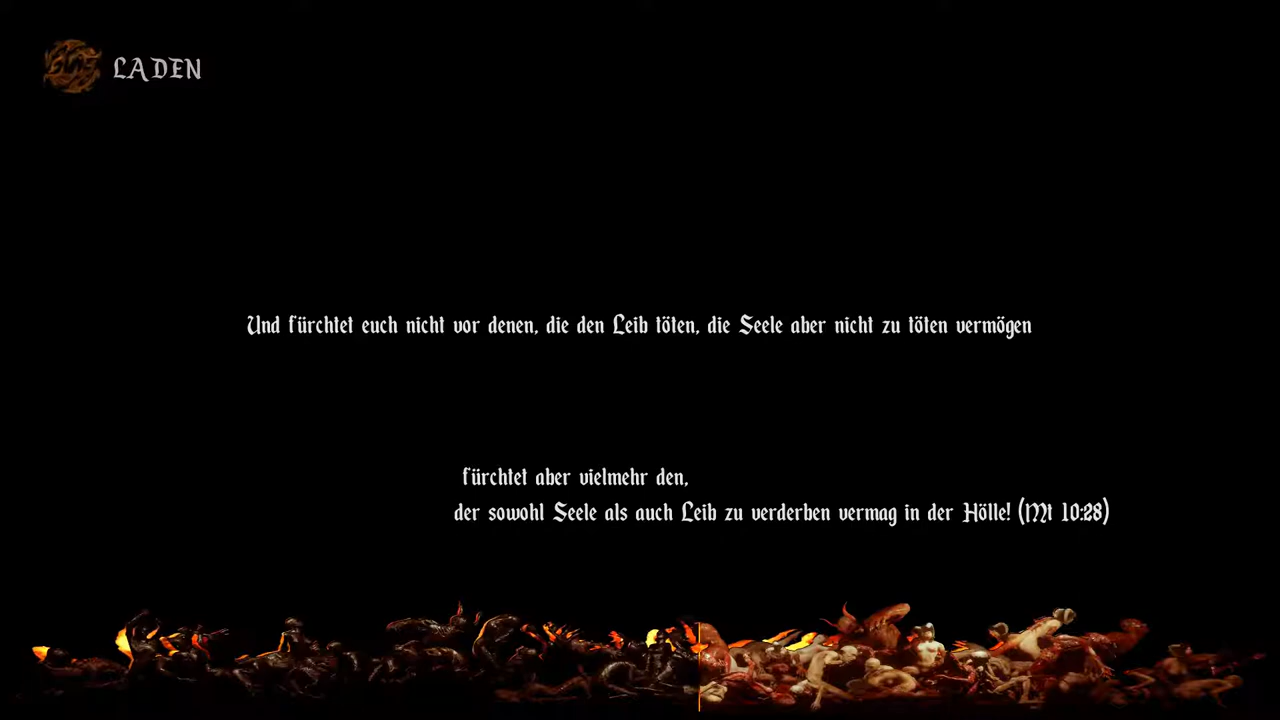 LADEN
Und fürchtet euch nicht vor denen, die den Leib töten, die Seele aber nicht zu töten vermögen
fürchtet aber vielmehr den,
der sowohl Seele als auch Leib zu verderben vermag in der Hölle! (Mt 10:28)